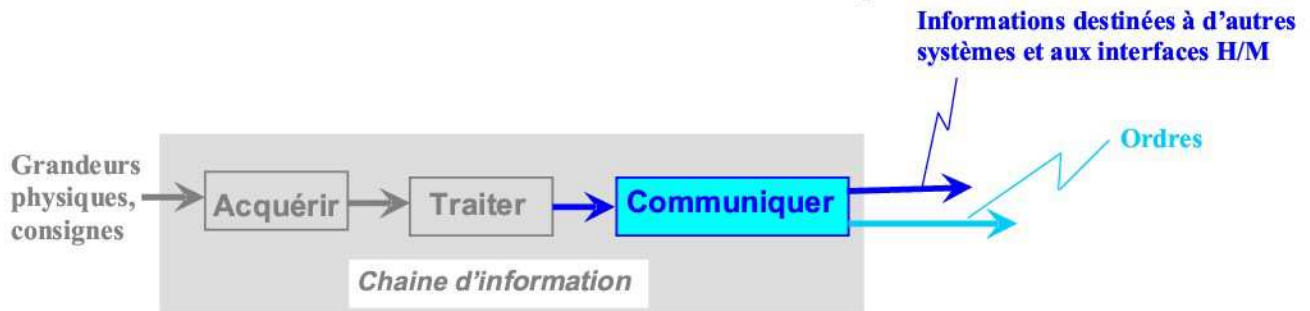 Informations destinées à d'autres
systèmes et aux interfaces H/M
Ordres
Grandeurs
physiques,
consignes
Acquérir
Traiter
Communiquer
Chaine d'information